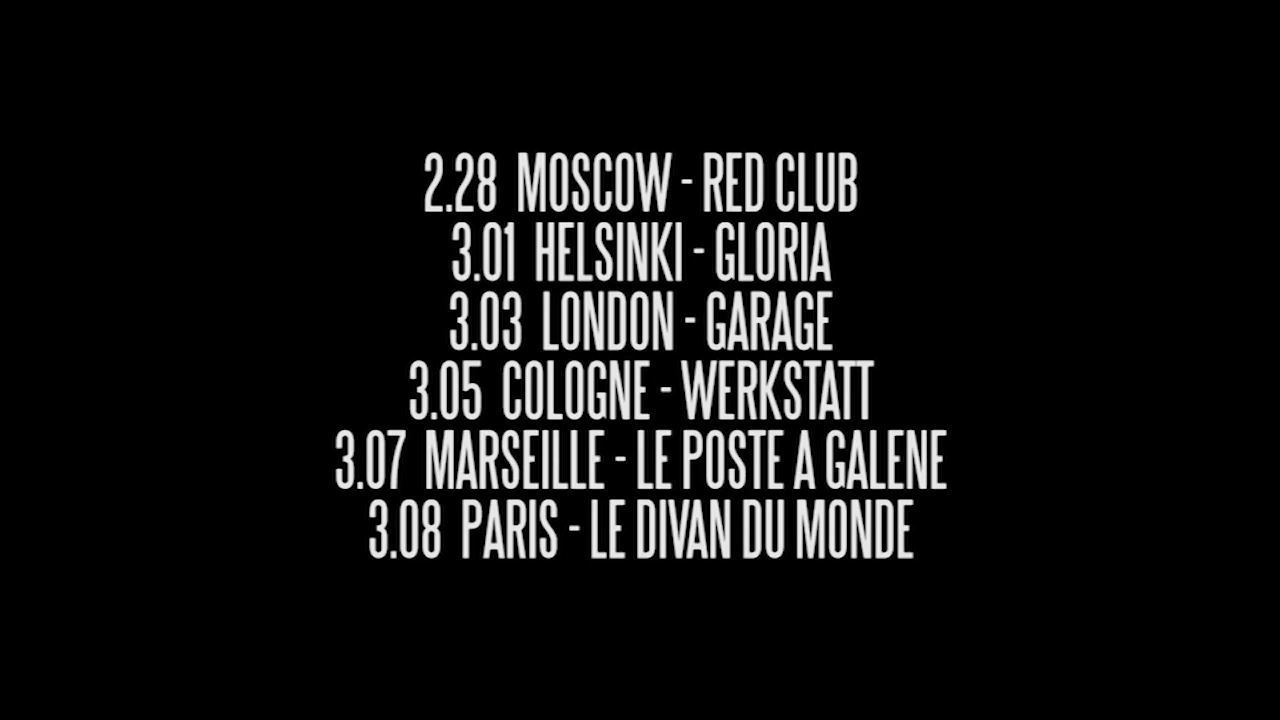 2.28 MOSCOW - RED CLUB
3.01 HELSINKI - GLORIA
3.03 LONDON - GARAGE
3.05 COLOGNE - WERKSTATT
3.07 MARSEILLE - LE POSTE A GALENE
3.08 PARIS - LE DIVAN DU MONDE